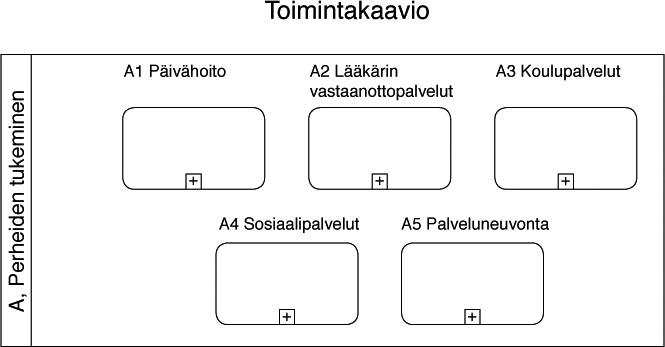 Toimintakaavio
A, Perheiden tukeminen
A1 Päivähoito
A2 Lääkärin
vastaanottopalvelut
A3 Koulupalvelut
+
+
+
A4 Sosiaalipalvelut
A5 Palveluneuvonta
+
+